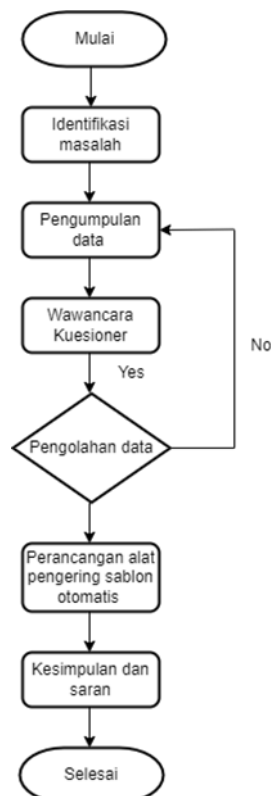 Mulai
Identifikasi
masalah
Pengumpulan
data
Wawancara
Kuesioner
No
Yes
Pengolahan data
Perancangan alat
pengering sablon
otomatis
Kesimpulan dan
saran
Selesai